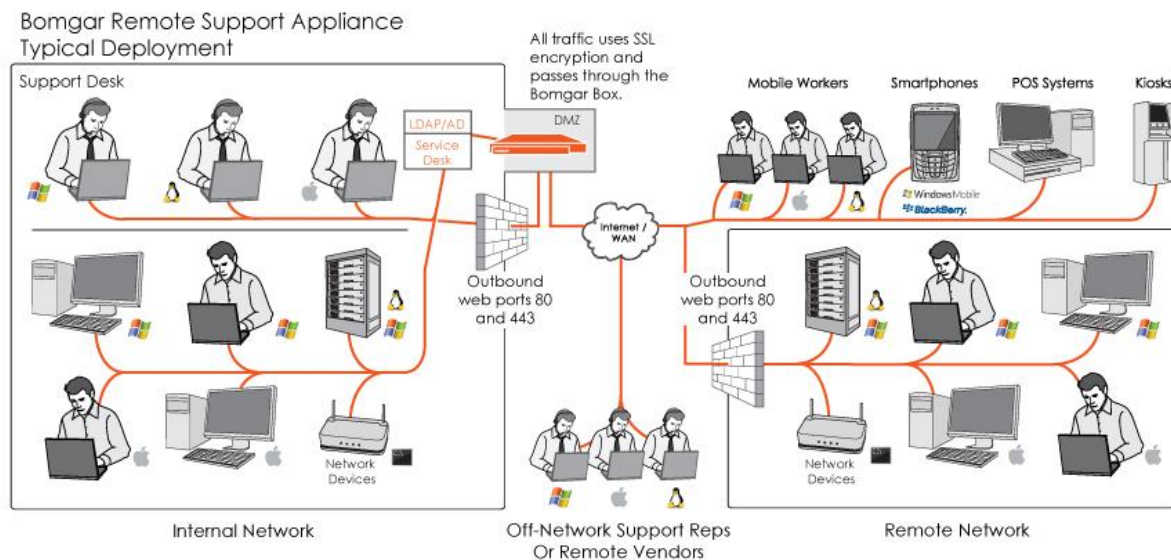 Bomgar Remote Support Appliance
Typical Deployment
All traffic uses SSL
encryption and
passes through the
Bomgar Box.
Support Desk
LDAP/AD
Service
Desk
DMZ
Mobile Workers
Smartphones
POS Systems
Kiosks
WindowsMobile
BlackBerry.
Internet /
WAN
Outbound
web ports 80
and 443
Outbound
web ports 80
and 443
Network
Devices
Network
Devices
Internal Network
Off-Network Support Reps
Or Remote Vendors
Remote Network